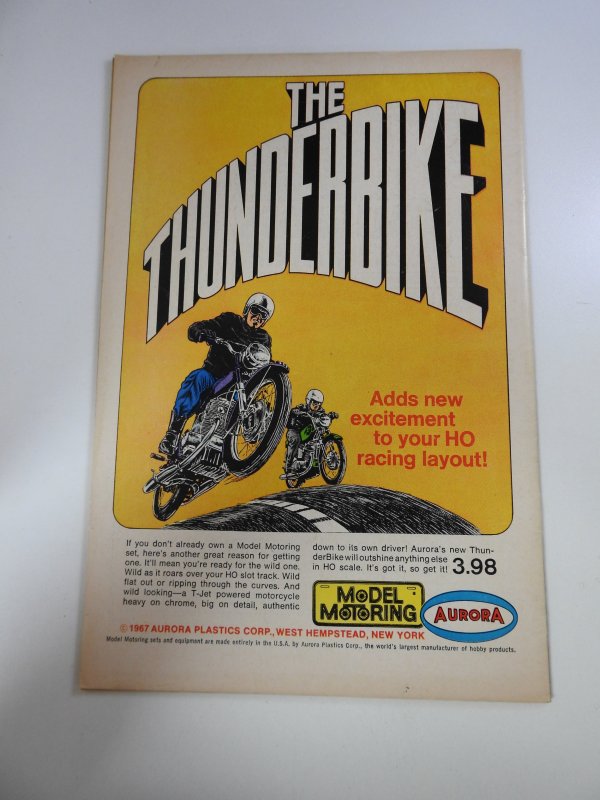 THE
THUNDERBIKE
Adds new
excitement
to your HO
racing layout!
If you don't already own a Model Motoring
set, here's another great reason for getting
one. It'll mean you're ready for the wild one.
Wild as it roars over your HO slot track. Wild
flat out or ripping through the curves. And
wild looking—a T-Jet powered motorcycle
heavy on chrome, big on detail, authentic
down to its own driver! Aurora's new Thun-
derBike will outshine anything else
in HO scale. It's got it, so get it! 3.98
MODEL
MOTORING
AURORA
© 1967 AURORA PLASTICS CORP., WEST HEMPSTEAD, NEW YORK
Model Motoring sets and equipment are made entirely in the U.S.A. by Aurora Plastics Corp., the world's largest manufacturer of hobby products.